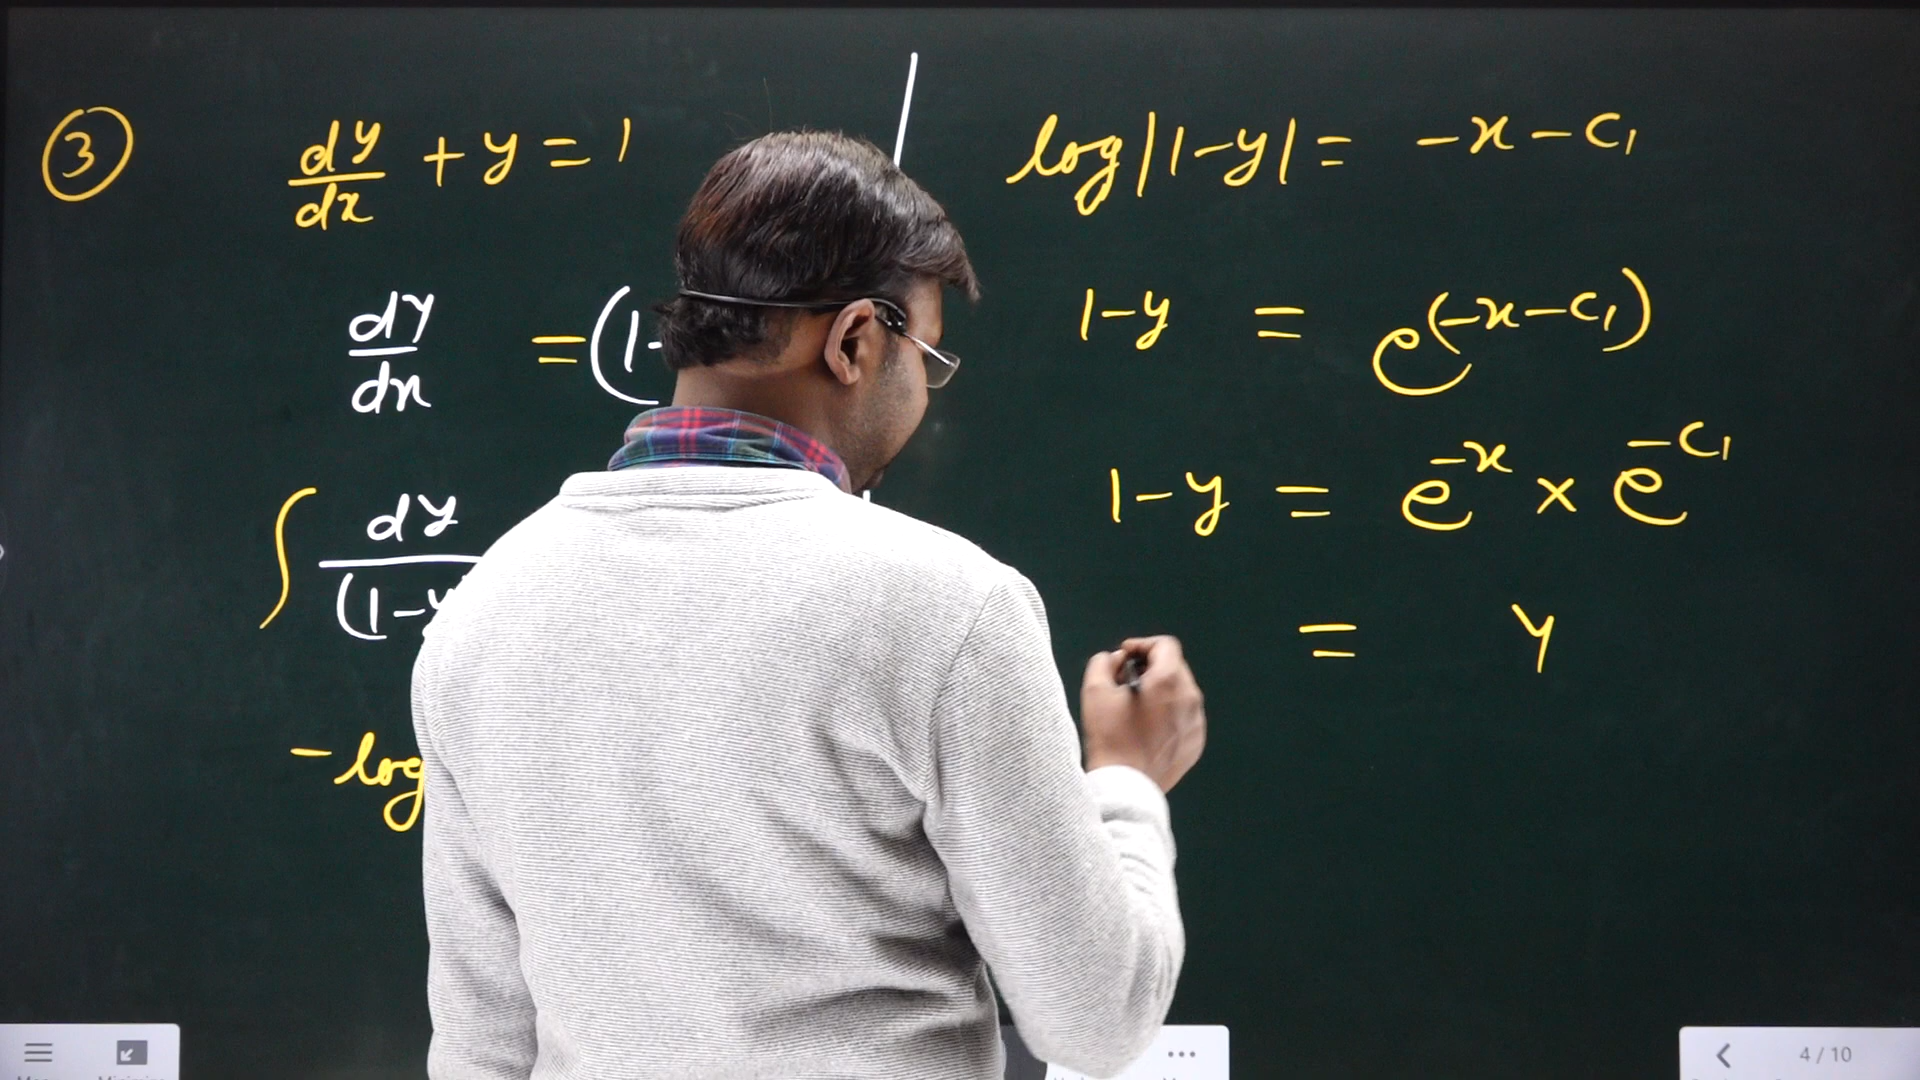 ③ dy/dx + y = 1
dy/dx = (1-
∫ dy/(1-y
-log
log|1-y| = -x-c₁
1-y = e^(-x-c₁)
1-y = e^-x × e^-c₁
= y
4 / 10